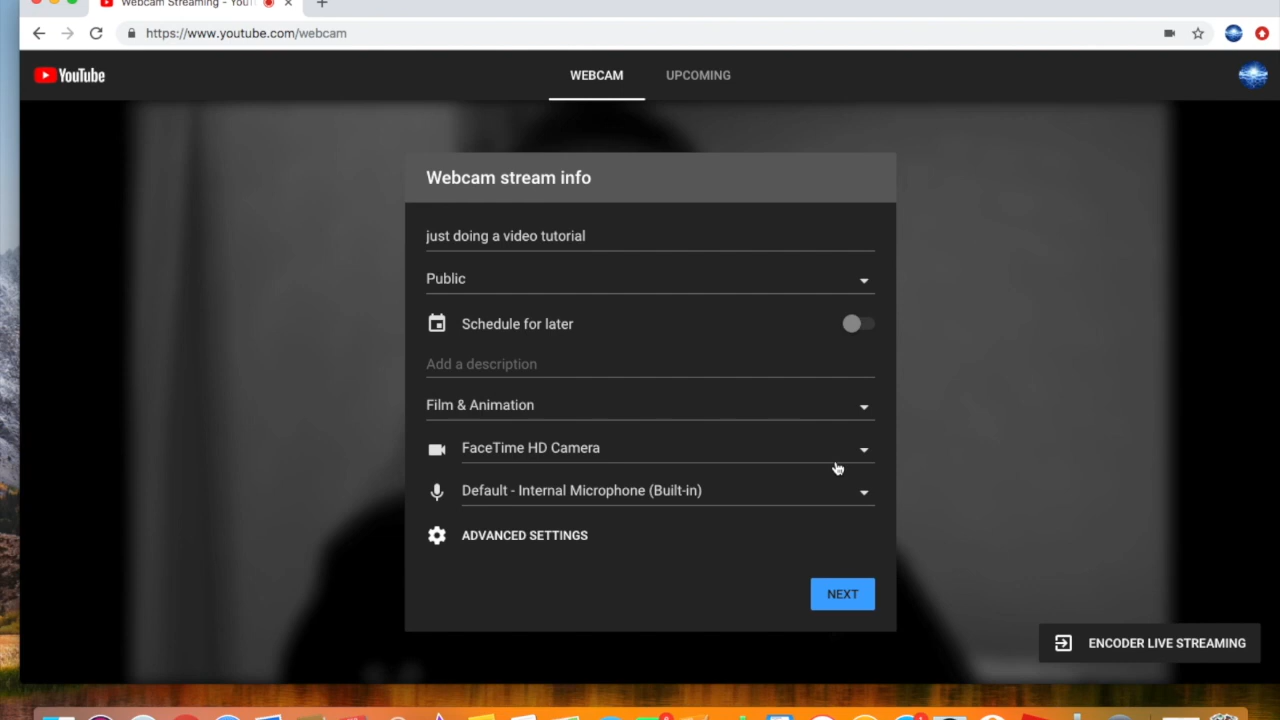 Webcam Streaming - YouT
https://www.youtube.com/webcam
YouTube
WEBCAM
UPCOMING
Webcam stream info
just doing a video tutorial
Public
Schedule for later
Add a description
Film & Animation
FaceTime HD Camera
Default - Internal Microphone (Built-in)
ADVANCED SETTINGS
NEXT
ENCODER LIVE STREAMING